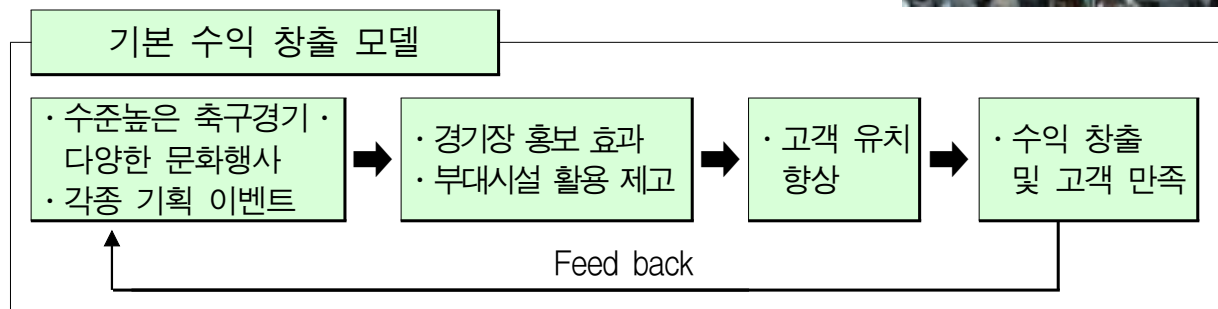 기본 수익 창출 모델
· 수준높은 축구경기 ·
다양한 문화행사
· 각종 기획 이벤트
· 경기장 홍보 효과
· 부대시설 활용 제고
· 고객 유치
향상
· 수익 창출
및 고객 만족
Feed back